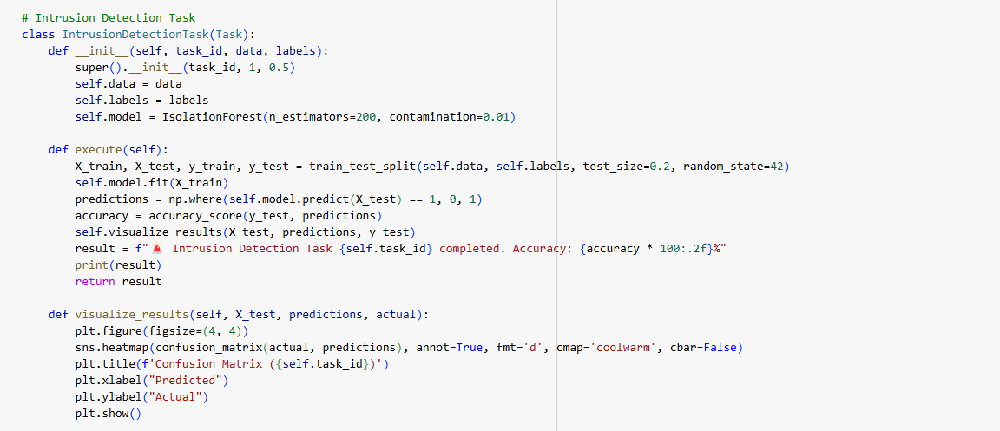 # Intrusion Detection Task
class IntrusionDetectionTask(Task):
    def __init__(self, task_id, data, labels):
        super().__init__(task_id, 1, 0.5)
        self.data = data
        self.labels = labels
        self.model = IsolationForest(n_estimators=200, contamination=0.01)

    def execute(self):
        X_train, X_test, y_train, y_test = train_test_split(self.data, self.labels, test_size=0.2, random_state=42)
        self.model.fit(X_train)
        predictions = np.where(self.model.predict(X_test) == 1, 0, 1)
        accuracy = accuracy_score(y_test, predictions)
        self.visualize_results(X_test, predictions, y_test)
        result = f"🚨 Intrusion Detection Task {self.task_id} completed. Accuracy: {accuracy * 100:.2f}%"
        print(result)
        return result

    def visualize_results(self, X_test, predictions, actual):
        plt.figure(figsize=(4, 4))
        sns.heatmap(confusion_matrix(actual, predictions), annot=True, fmt='d', cmap='coolwarm', cbar=False)
        plt.title(f'Confusion Matrix ({self.task_id})')
        plt.xlabel("Predicted")
        plt.ylabel("Actual")
        plt.show()